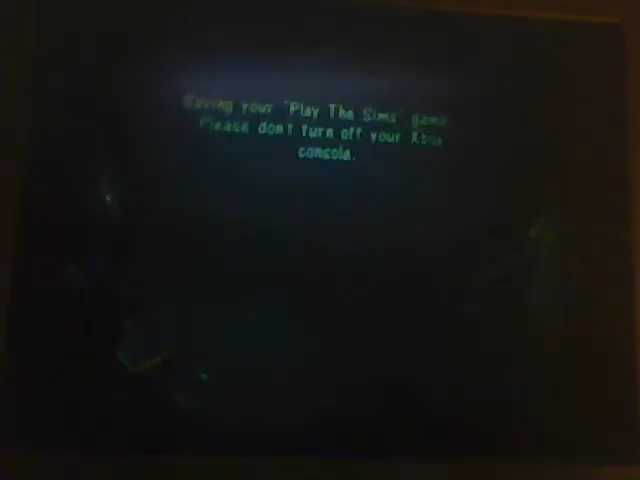 Saving your "Play The Sims" game.
Please don't turn off your Xbox
console.